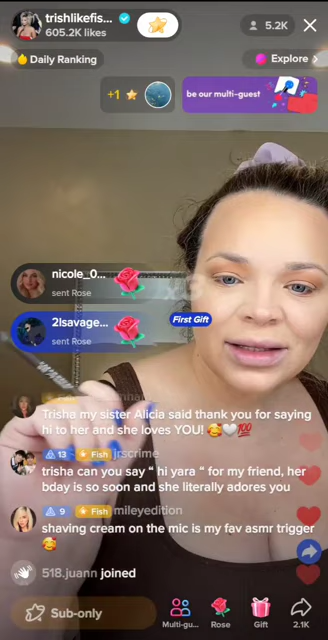 trishlikefis...
605.2K likes
5.2K
Daily Ranking
Explore >
+1
be our multi-guest
nicole_0...
sent Rose
2lsavage...
sent Rose
First Gift
Trisha my sister Alicia said thank you for saying
hi to her and she loves YOU! 🥰🤍💯
13 Fish jrscrime
trisha can you say “ hi yara “ for my friend, her
bday is so soon and she literally adores you
9 Fish mileyedition
shaving cream on the mic is my fav asmr trigger
🥰
518.juann joined
Sub-only
Multi-gu...
Rose
Gift
2.1K